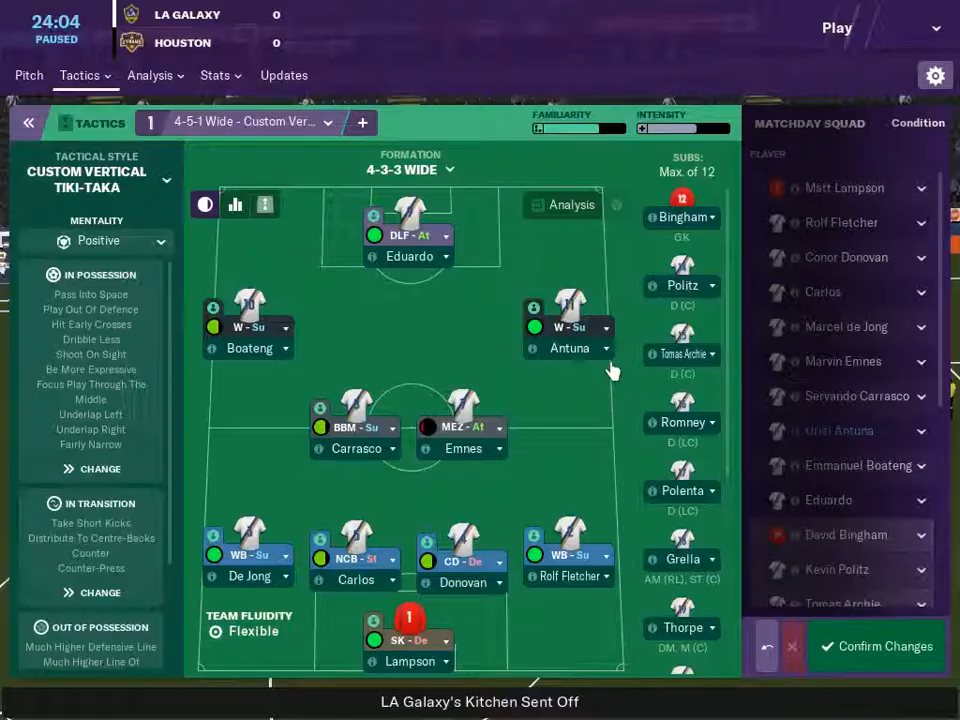 24:04
PAUSED
LA GALAXY 0
HOUSTON 0
Play
Pitch Tactics Analysis Stats Updates
TACTICS
1 4-5-1 Wide - Custom Ver... +
FAMILIARITY
INTENSITY
MATCHDAY SQUAD Condition
PLAYER
TACTICAL STYLE
CUSTOM VERTICAL
TIKI-TAKA
MENTALITY
Positive
IN POSSESSION
Pass Into Space
Play Out Of Defence
Hit Early Crosses
Dribble Less
Shoot On Sight
Be More Expressive
Focus Play Through The
Middle
Underlap Left
Underlap Right
Fairly Narrow
CHANGE
IN TRANSITION
Take Short Kicks
Distribute To Centre-Backs
Counter
Counter-Press
CHANGE
OUT OF POSSESSION
Much Higher Defensive Line
Much Higher Line Of
FORMATION
4-3-3 WIDE
Analysis
9
DLF - At
Eduardo
10
W - Su
Boateng
11
W - Su
Antuna
BBM - Su
Carrasco
MEZ - At
Emnes
WB - Su
De Jong
NCB - St
Carlos
4
CD - De
Donovan
2
WB - Su
Rolf Fletcher
TEAM FLUIDITY
Flexible
1
SK - De
Lampson
SUBS:
Max. of 12
12
Bingham
GK
Politz
D (C)
Tomas Archie
D (C)
Romney
D (LC)
Polenta
D (LC)
Grella
AM (RL), ST (C)
Thorpe
DM, M (C)
Matt Lampson
Rolf Fletcher
Conor Donovan
Carlos
Marcel de Jong
Marvin Emnes
Servando Carrasco
Uriel Antuna
Emmanuel Boateng
Eduardo
David Bingham
Kevin Politz
Tomas Archie
Confirm Changes
LA Galaxy's Kitchen Sent Off